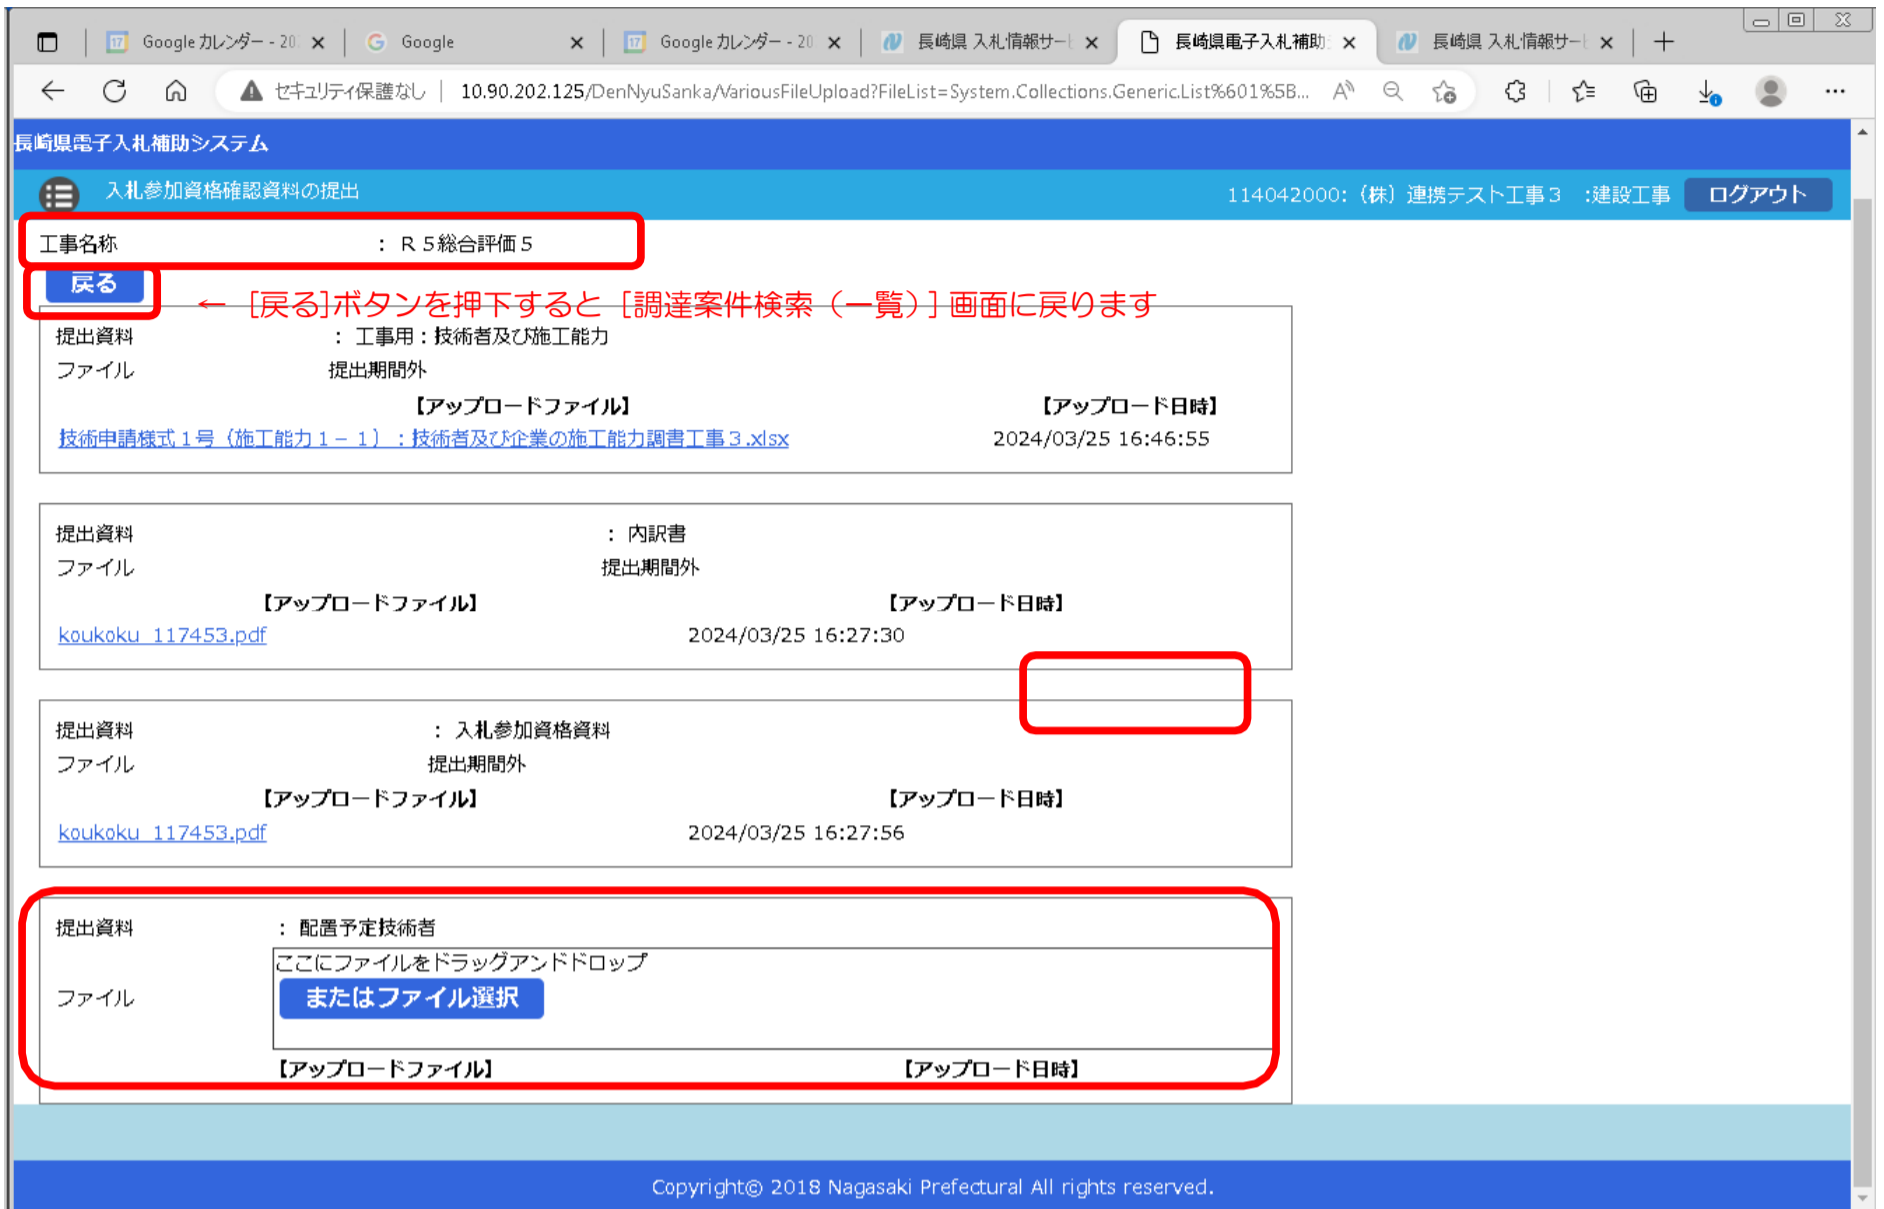 Google カレンダー - 20
Google
Google カレンダー - 20
長崎県 入札情報サービ
長崎県電子入札補助
長崎県 入札情報サー
セキュリティ保護なし
10.90.202.125/DenNyuSanka/VariousFileUpload?FileList=System.Collections.Generic.List%601%5B...
長崎県電子入札補助システム
入札参加資格確認資料の提出
114042000:（株）連携テスト工事３　:建設工事
ログアウト
工事名称 ： Ｒ５総合評価５
戻る
← [戻る]ボタンを押下すると［調達案件検索（一覧）］画面に戻ります
提出資料 ： 工事用：技術者及び施工能力
ファイル 提出期間外
【アップロードファイル】 【アップロード日時】
技術申請様式１号（施工能力１－１）：技術者及び企業の施工能力調書工事３.xlsx 2024/03/25 16:46:55
提出資料 ： 内訳書
ファイル 提出期間外
【アップロードファイル】 【アップロード日時】
koukoku_117453.pdf 2024/03/25 16:27:30
提出資料 ： 入札参加資格資料
ファイル 提出期間外
【アップロードファイル】 【アップロード日時】
koukoku_117453.pdf 2024/03/25 16:27:56
提出資料 ： 配置予定技術者
ここにファイルをドラッグアンドドロップ
ファイル またはファイル選択
【アップロードファイル】 【アップロード日時】
Copyright© 2018 Nagasaki Prefectural All rights reserved.